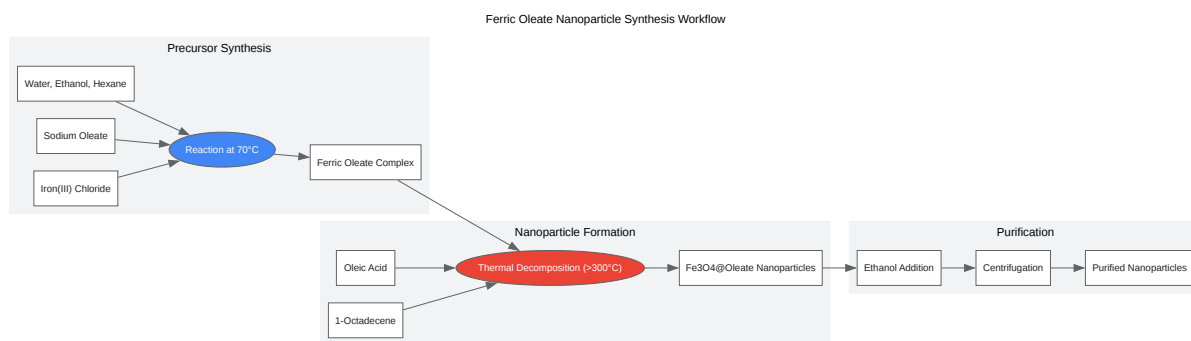 Ferric Oleate Nanoparticle Synthesis Workflow
Precursor Synthesis
Water, Ethanol, Hexane
Sodium Oleate
Iron(III) Chloride
Reaction at 70°C
Ferric Oleate Complex
Nanoparticle Formation
Oleic Acid
1-Octadecene
Thermal Decomposition (>300°C)
Fe3O4@Oleate Nanoparticles
Purification
Ethanol Addition
Centrifugation
Purified Nanoparticles